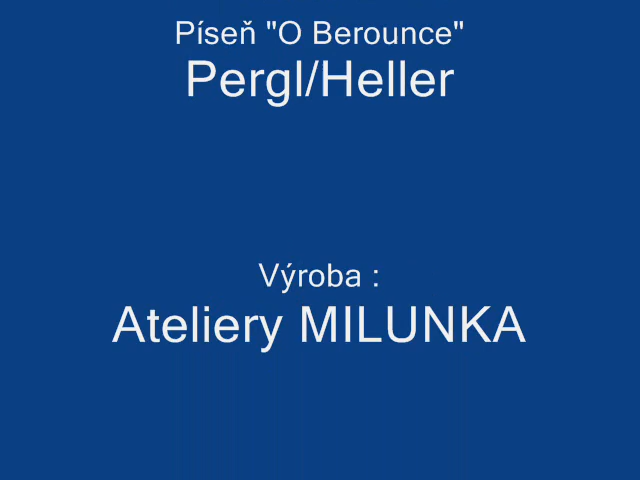 Píseň "O Berounce"
Pergl/Heller
Výroba :
Ateliery MILUNKA